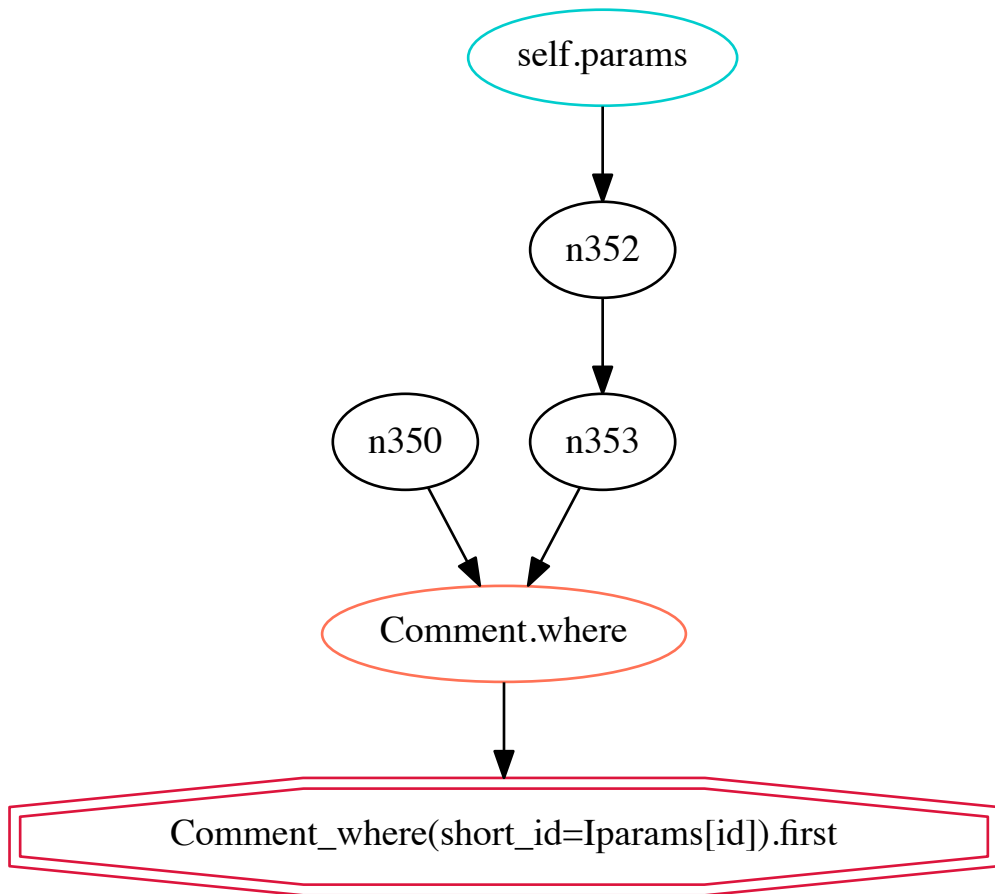 self.params
n352
n350
n353
Comment.where
Comment_where(short_id=Iparams[id]).first